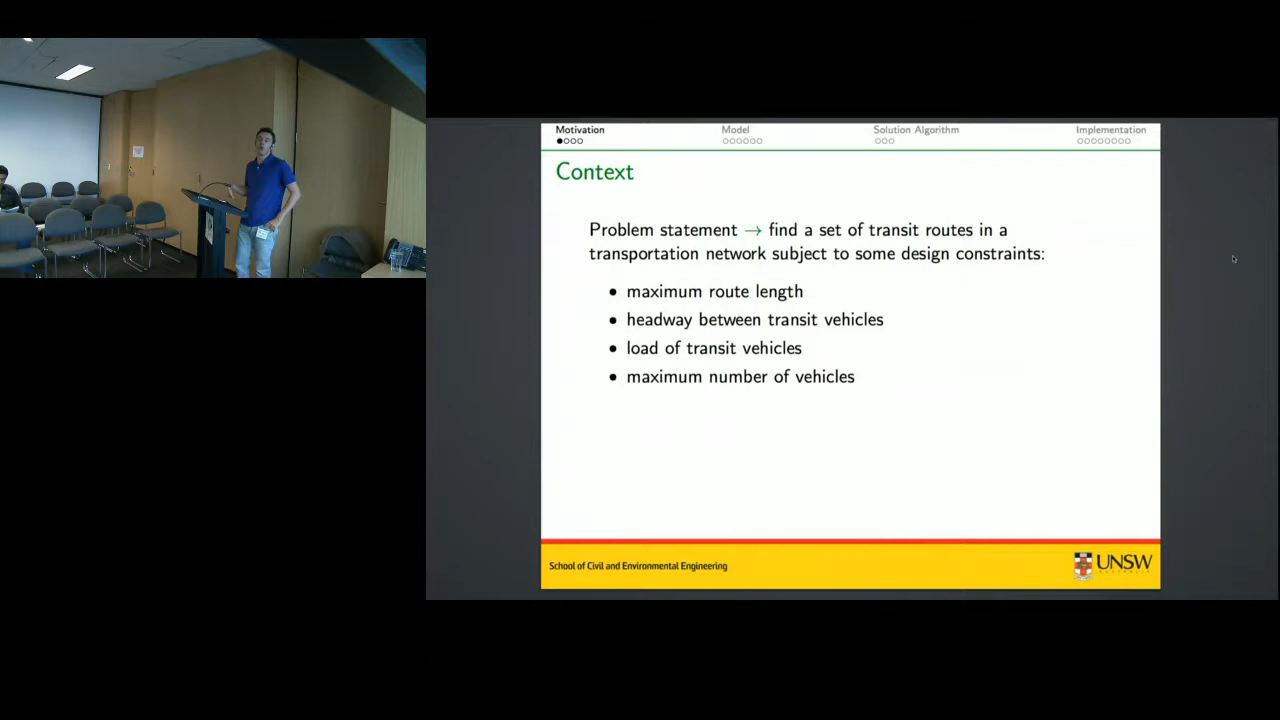 Motivation
Model
Solution Algorithm
Implementation
Context
Problem statement → find a set of transit routes in a
transportation network subject to some design constraints:
• maximum route length
• headway between transit vehicles
• load of transit vehicles
• maximum number of vehicles
School of Civil and Environmental Engineering
UNSW